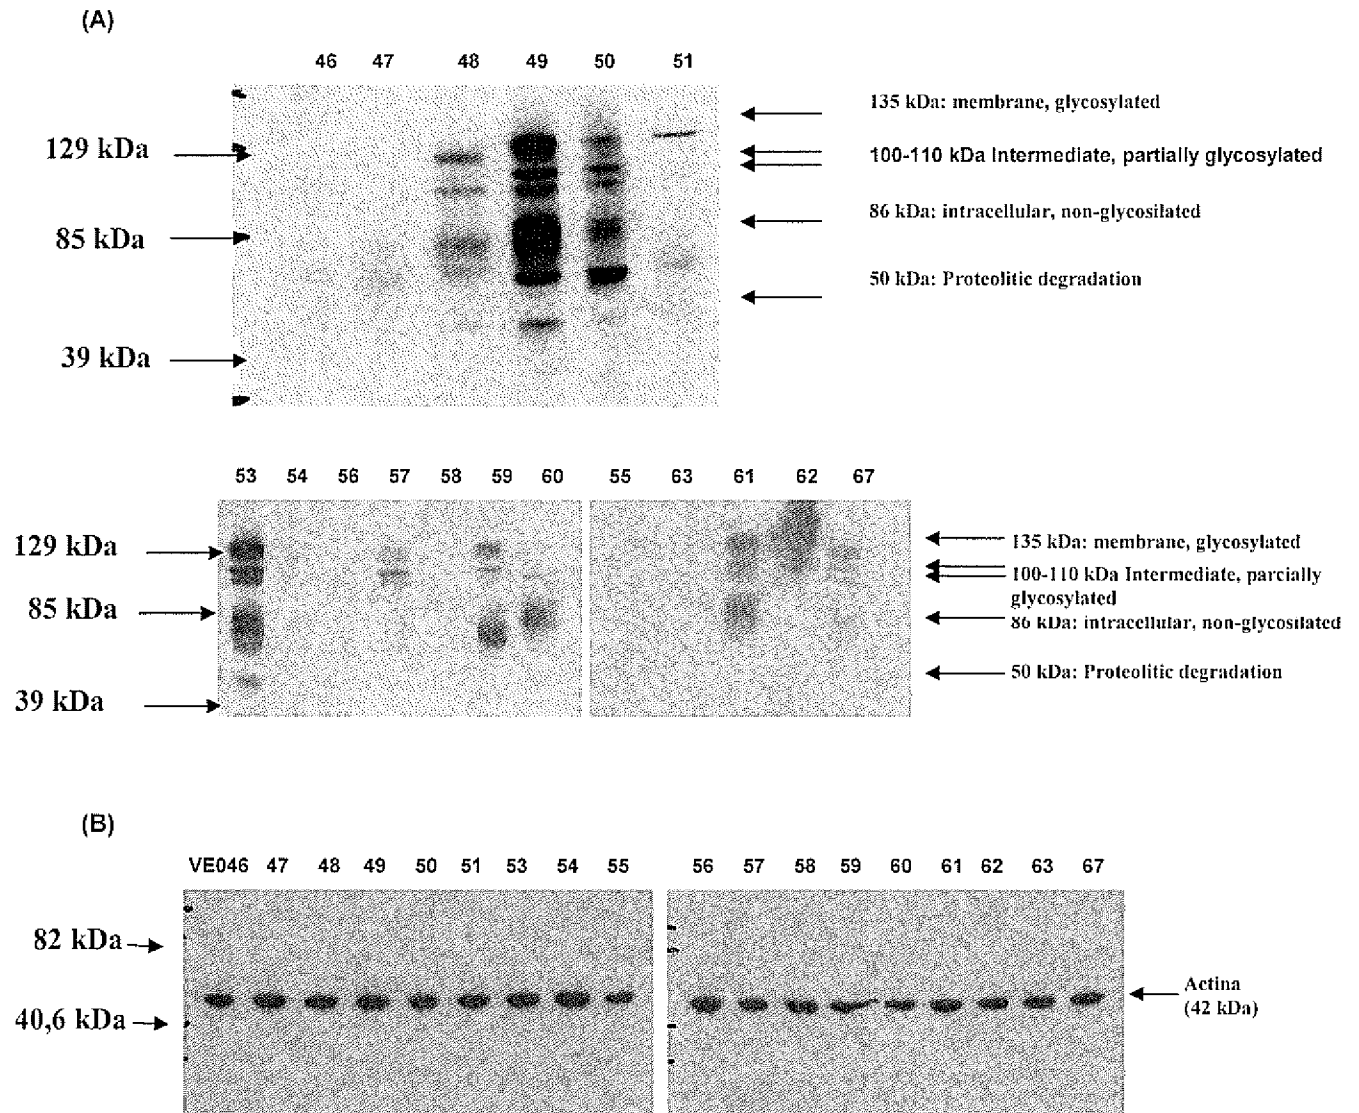 (A)
46 47 48 49 50 51
135 kDa: membrane, glycosylated
129 kDa
100-110 kDa Intermediate, partially glycosylated
86 kDa: intracellular, non-glycosilated
85 kDa
50 kDa: Proteolitic degradation
39 kDa
53 54 56 57 58 59 60 55 63 61 62 67
129 kDa
135 kDa: membrane, glycosylated
100-110 kDa Intermediate, parcially
glycosylated
85 kDa
86 kDa: intracellular, non-glycosilated
50 kDa: Proteolitic degradation
39 kDa
(B)
VE046 47 48 49 50 51 53 54 55 56 57 58 59 60 61 62 63 67
82 kDa
Actina
(42 kDa)
40,6 kDa